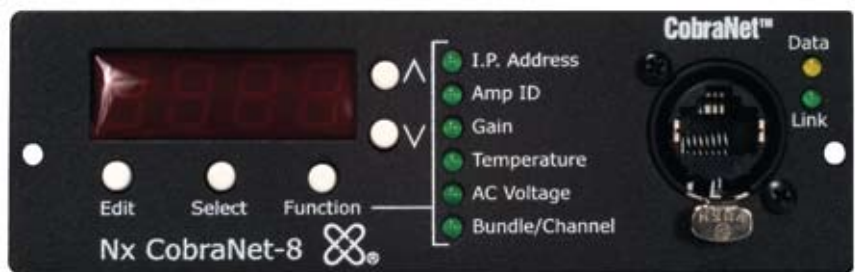 CobraNet™
Data
I.P. Address
Amp ID
Gain
Link
Temperature
AC Voltage
Edit Select Function
Bundle/Channel
Nx CobraNet-8 ®